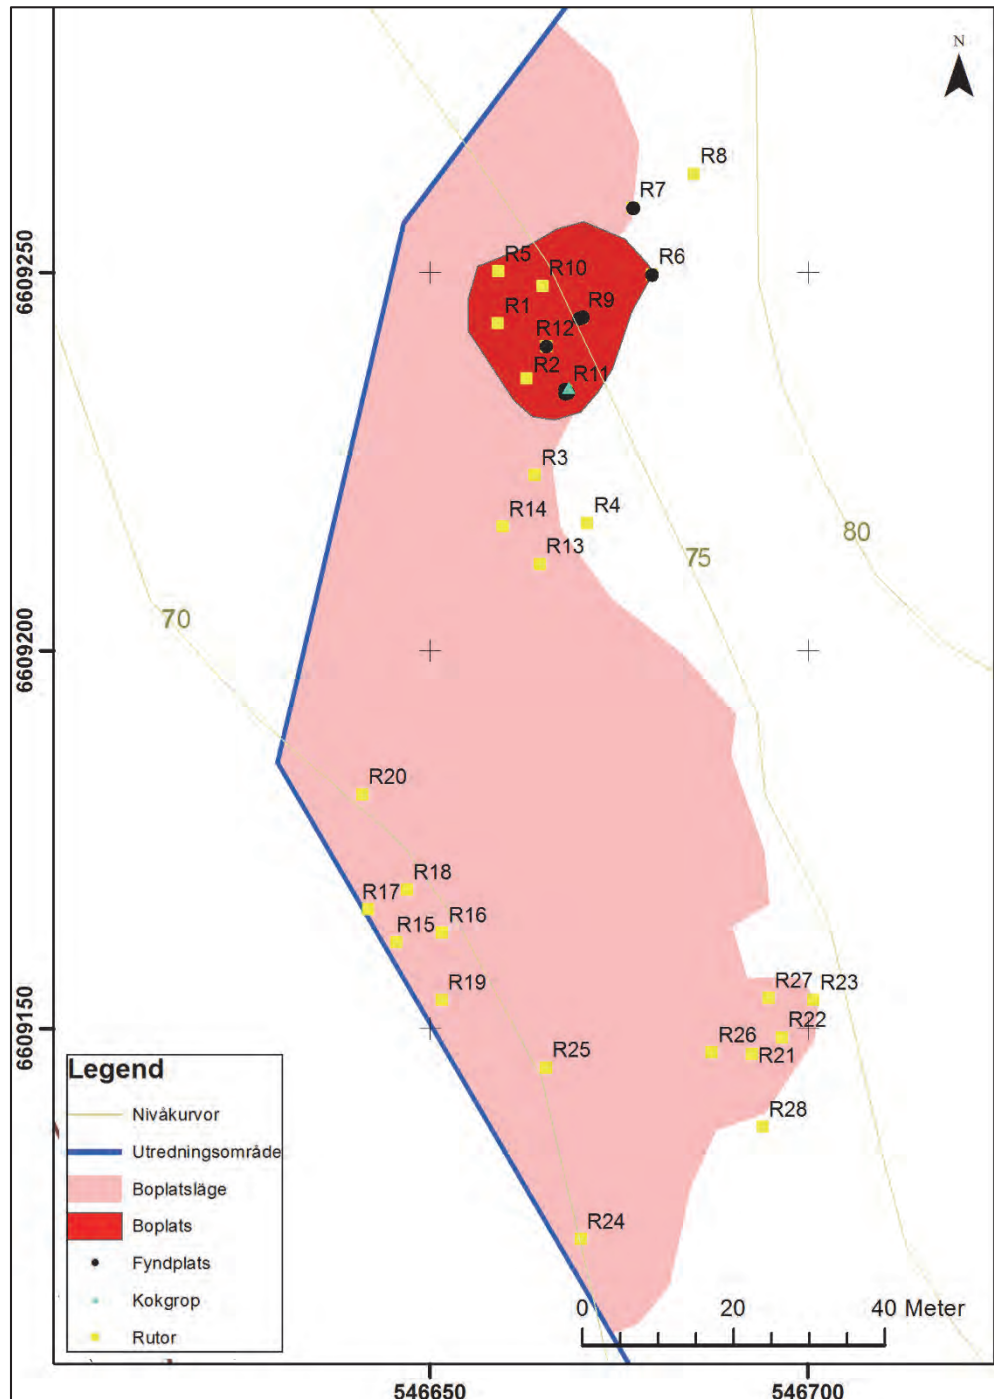 N
R8
R7
6609250
R5
R6
R10
R1
R9
R12
R2
R11
R3
R14
R4
R13
75
80
70
6609200
R20
R18
R17
R16
R15
R19
R27
R23
6609150
R22
R26
R21
R25
R28
R24
Legend
Nivåkurvor
Utredningsområde
Boplatsläge
Boplats
Fyndplats
Kokgrop
Rutor
0 20 40 Meter
546650 546700